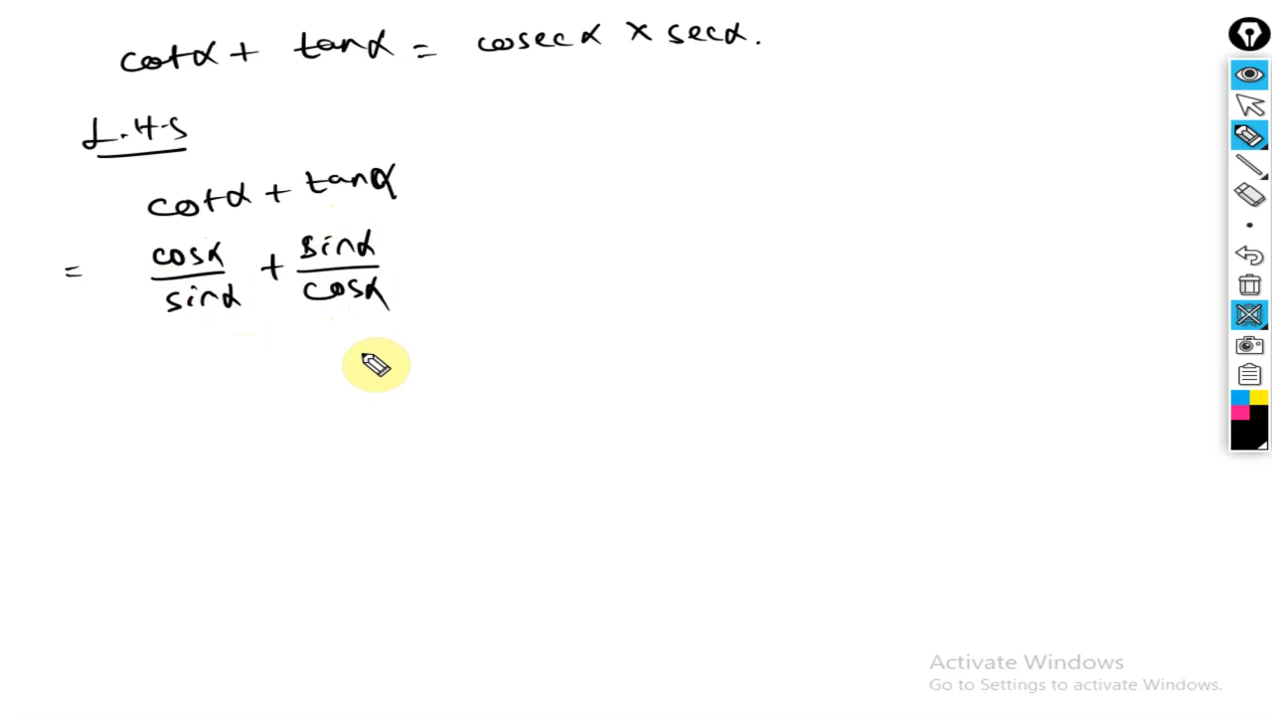 cotα + tanα = cosecα × secα.
L.H.S
cotα + tanα
= cosα/sinα + sinα/cosα
Activate Windows
Go to Settings to activate Windows.